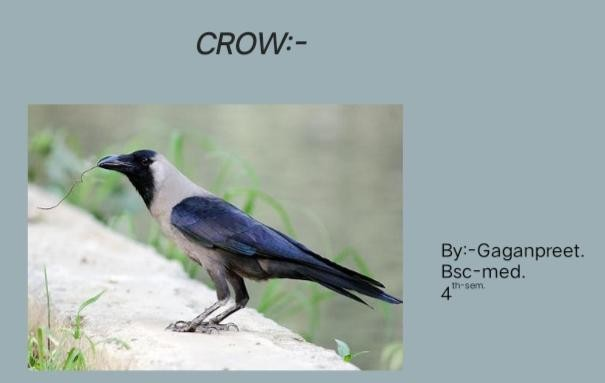 CROW:-
By:-Gaganpreet.
Bsc-med.
4th-sem.